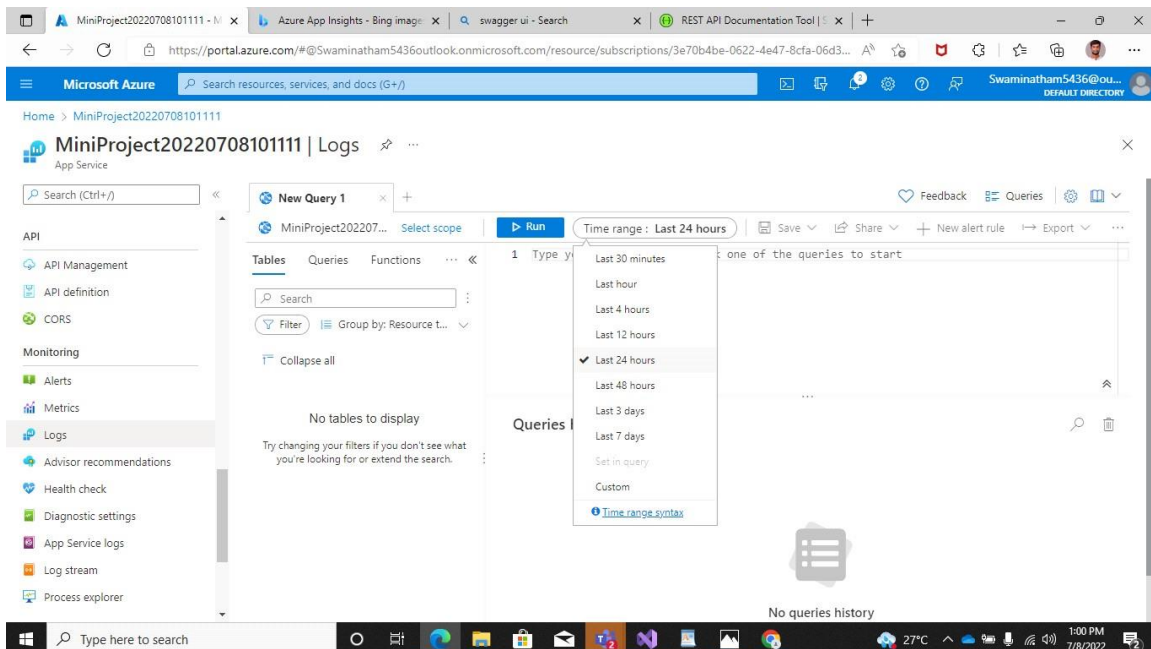 MiniProject20220708101111 - M
Azure App Insights - Bing image
swagger ui - Search
REST API Documentation Tool | S
https://portal.azure.com/#@Swaminatham5436outlook.onmicrosoft.com/resource/subscriptions/3e70b4be-0622-4e47-8cfa-06d3...
Microsoft Azure
Search resources, services, and docs (G+/)
2
Swaminatham5436@ou...
DEFAULT DIRECTORY
Home > MiniProject20220708101111
MiniProject20220708101111 | Logs
App Service
Search (Ctrl+/)
API
API Management
API definition
CORS
Monitoring
Alerts
Metrics
Logs
Advisor recommendations
Health check
Diagnostic settings
App Service logs
Log stream
Process explorer
New Query 1
Feedback
Queries
MiniProject202207... Select scope
Run
Time range : Last 24 hours
Save
Share
New alert rule
Export
Tables Queries Functions
Search
Filter
Group by: Resource t...
Collapse all
No tables to display
Try changing your filters if you don't see what
you're looking for or extend the search.
1 Type one of the queries to start
Last 30 minutes
Last hour
Last 4 hours
Last 12 hours
Last 24 hours
Last 48 hours
Last 3 days
Last 7 days
Set in query
Custom
Time range syntax
Queries
No queries history
Type here to search
27°C
1:00 PM
7/8/2022
2